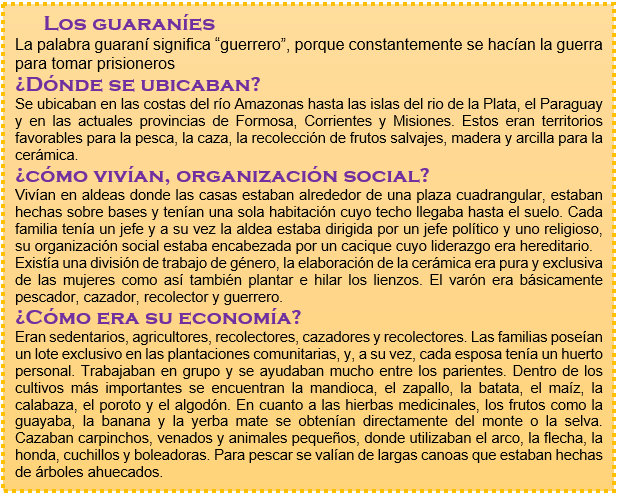 Los guaraníes
La palabra guaraní significa “guerrero”, porque constantemente se hacían la guerra
para tomar prisioneros
¿Dónde se ubicaban?
Se ubicaban en las costas del río Amazonas hasta las islas del rio de la Plata, el Paraguay
y en las actuales provincias de Formosa, Corrientes y Misiones. Estos eran territorios
favorables para la pesca, la caza, la recolección de frutos salvajes, madera y arcilla para la
cerámica.
¿cómo vivían, organización social?
Vivían en aldeas donde las casas estaban alrededor de una plaza cuadrangular, estaban
hechas sobre bases y tenían una sola habitación cuyo techo llegaba hasta el suelo. Cada
familia tenía un jefe y a su vez la aldea estaba dirigida por un jefe político y uno religioso,
su organización social estaba encabezada por un cacique cuyo liderazgo era hereditario.
Existía una división de trabajo de género, la elaboración de la cerámica era pura y exclusiva
de las mujeres como así también plantar e hilar los lienzos. El varón era básicamente
pescador, cazador, recolector y guerrero.
¿Cómo era su economía?
Eran sedentarios, agricultores, recolectores, cazadores y recolectores. Las familias poseían
un lote exclusivo en las plantaciones comunitarias, y, a su vez, cada esposa tenía un huerto
personal. Trabajaban en grupo y se ayudaban mucho entre los parientes. Dentro de los
cultivos más importantes se encuentran la mandioca, el zapallo, la batata, el maíz, la
calabaza, el poroto y el algodón. En cuanto a las hierbas medicinales, los frutos como la
guayaba, la banana y la yerba mate se obtenían directamente del monte o la selva.
Cazaban carpinchos, venados y animales pequeños, donde utilizaban el arco, la flecha, la
honda, cuchillos y boleadoras. Para pescar se valían de largas canoas que estaban hechas
de árboles ahuecados.